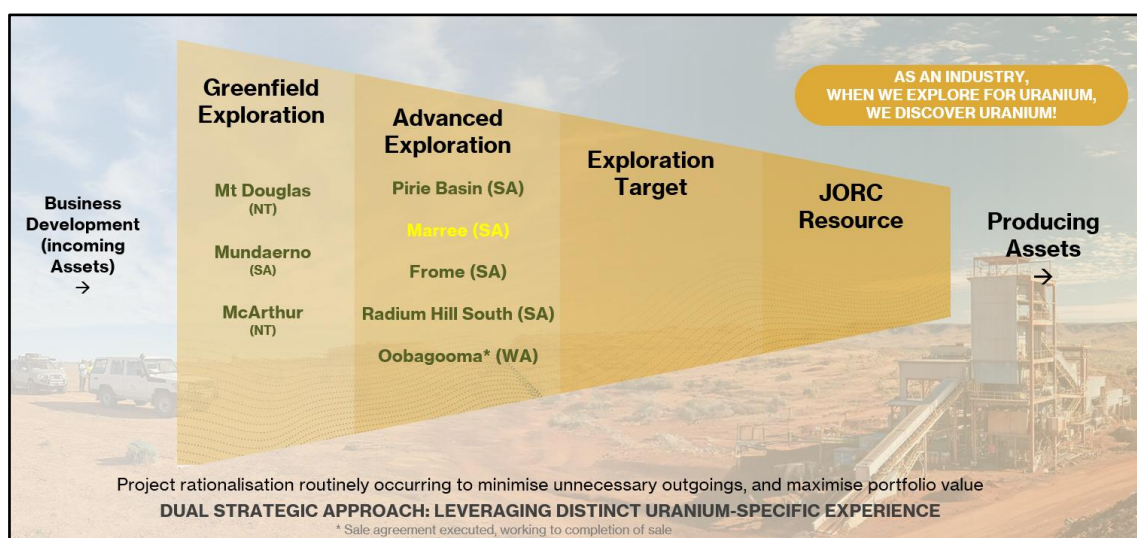 Business
Development
(incoming
Assets)
→
Greenfield
Exploration
Mt Douglas
(NT)
Mundaerno
(SA)
McArthur
(NT)
Advanced
Exploration
Pirie Basin (SA)
Marree (SA)
Frome (SA)
Radium Hill South (SA)
Oobagooma* (WA)
Exploration
Target
JORC
Resource
Producing
Assets
→
AS AN INDUSTRY,
WHEN WE EXPLORE FOR URANIUM,
WE DISCOVER URANIUM!
Project rationalisation routinely occurring to minimise unnecessary outgoings, and maximise portfolio value
DUAL STRATEGIC APPROACH: LEVERAGING DISTINCT URANIUM-SPECIFIC EXPERIENCE
* Sale agreement executed, working to completion of sale